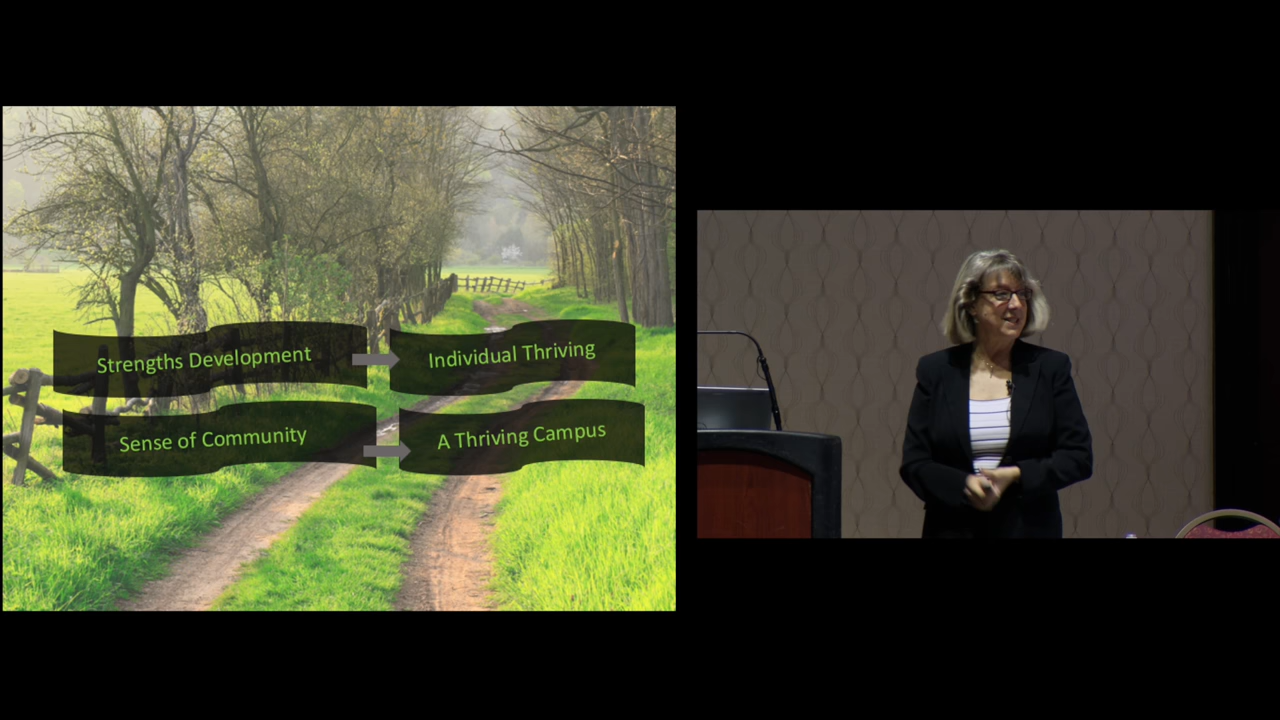 Strengths Development
Individual Thriving
Sense of Community
A Thriving Campus